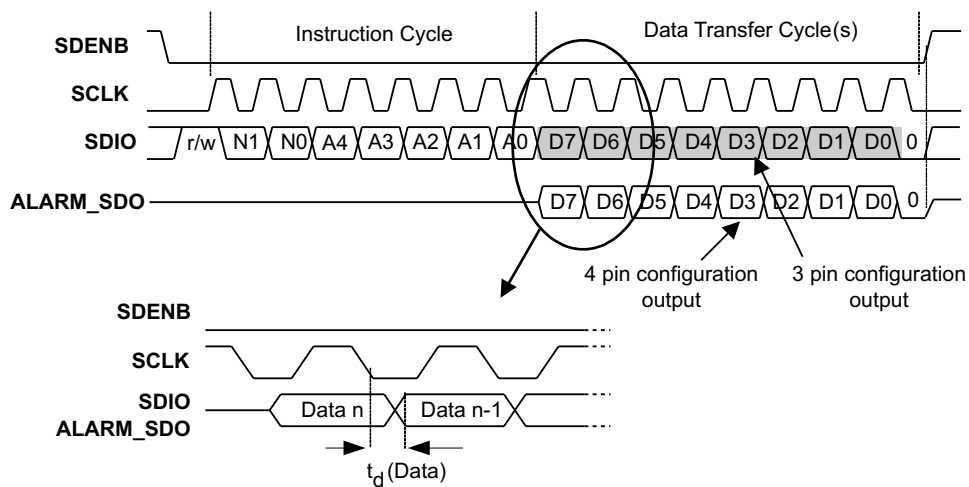 Instruction Cycle Data Transfer Cycle(s)
SDENB
SCLK
SDIO r/w N1 N0 A4 A3 A2 A1 A0 D7 D6 D5 D4 D3 D2 D1 D0 0
ALARM_SDO D7 D6 D5 D4 D3 D2 D1 D0 0
4 pin configuration output
3 pin configuration output
SDENB
SCLK
SDIO
ALARM_SDO
Data n Data n-1
td(Data)